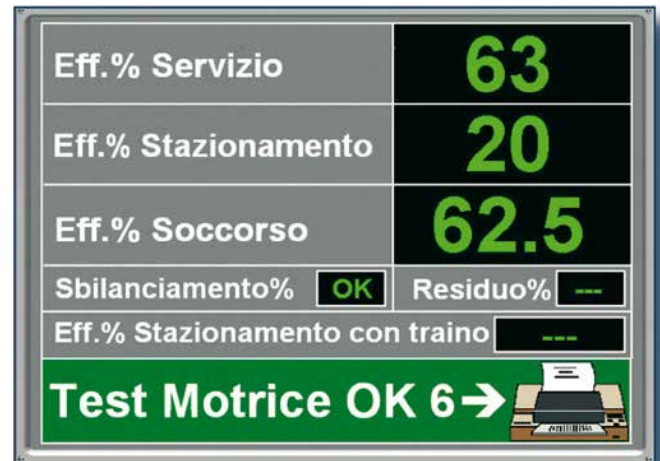 Eff.% Servizio 63
Eff.% Stazionamento 20
Eff.% Soccorso 62.5
Sbilanciamento% OK Residuo% ---
Eff.% Stazionamento con traino ---
Test Motrice OK 6→